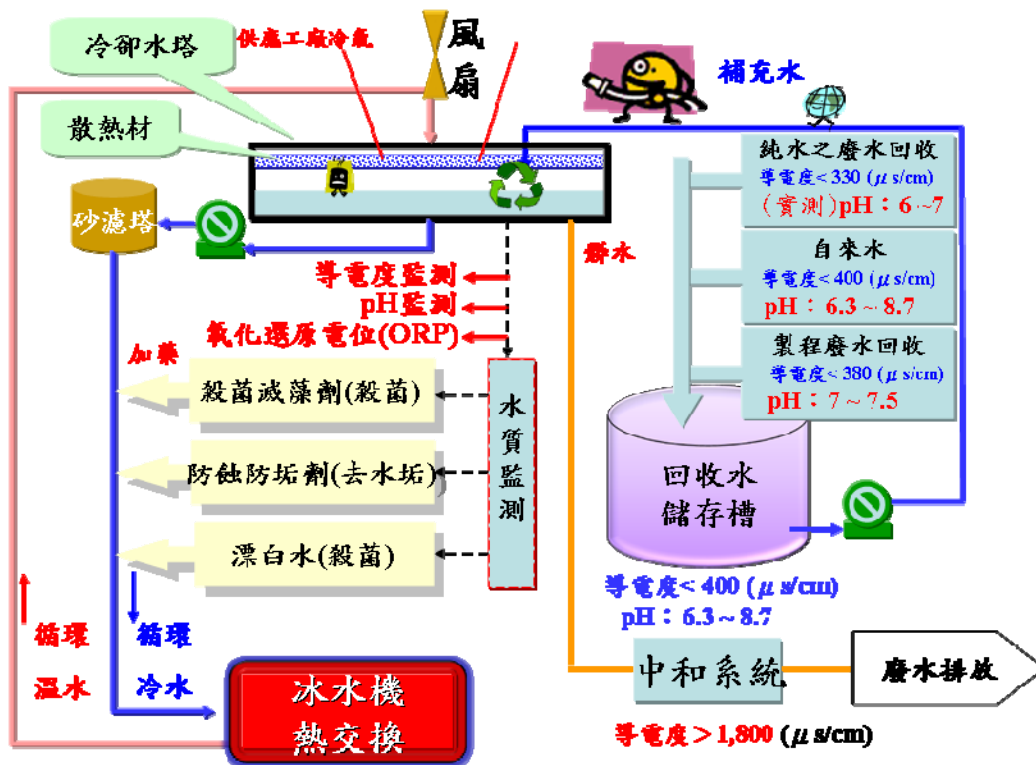 冷卻水塔
供應工廠冷氣
風
扇
補充水
散熱材
砂濾塔
純水之廢水回收
導電度<330 (μs/cm)
(實測)pH：6~7
自來水
導電度<400 (μs/cm)
pH：6.3~8.7
製程廢水回收
導電度<380 (μs/cm)
pH：7~7.5
排水
導電度監測
pH監測
氧化還原電位(ORP)
加藥
殺菌滅藻劑(殺菌)
防蝕防垢劑(去水垢)
漂白水(殺菌)
水
質
監
測
回收水
儲存槽
導電度<400 (μs/cm)
pH：6.3~8.7
循環
溫水
循環
冷水
冰水機
熱交換
中和系統
廢水排放
導電度＞1,800 (μs/cm)